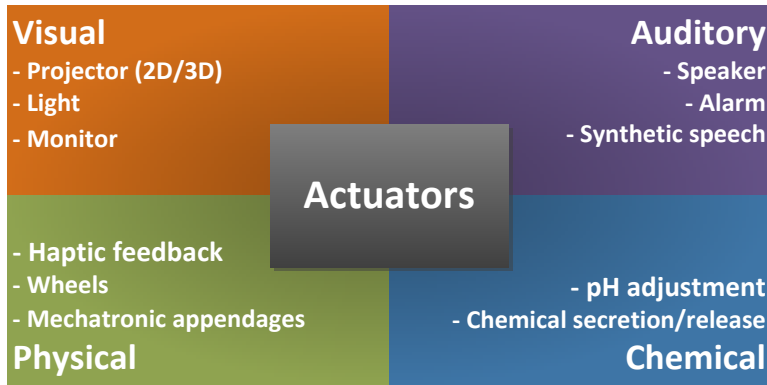 Visual
- Projector (2D/3D)
- Light
- Monitor
Auditory
- Speaker
- Alarm
- Synthetic speech
Actuators
- Haptic feedback
- Wheels
- Mechatronic appendages
Physical
- pH adjustment
- Chemical secretion/release
Chemical